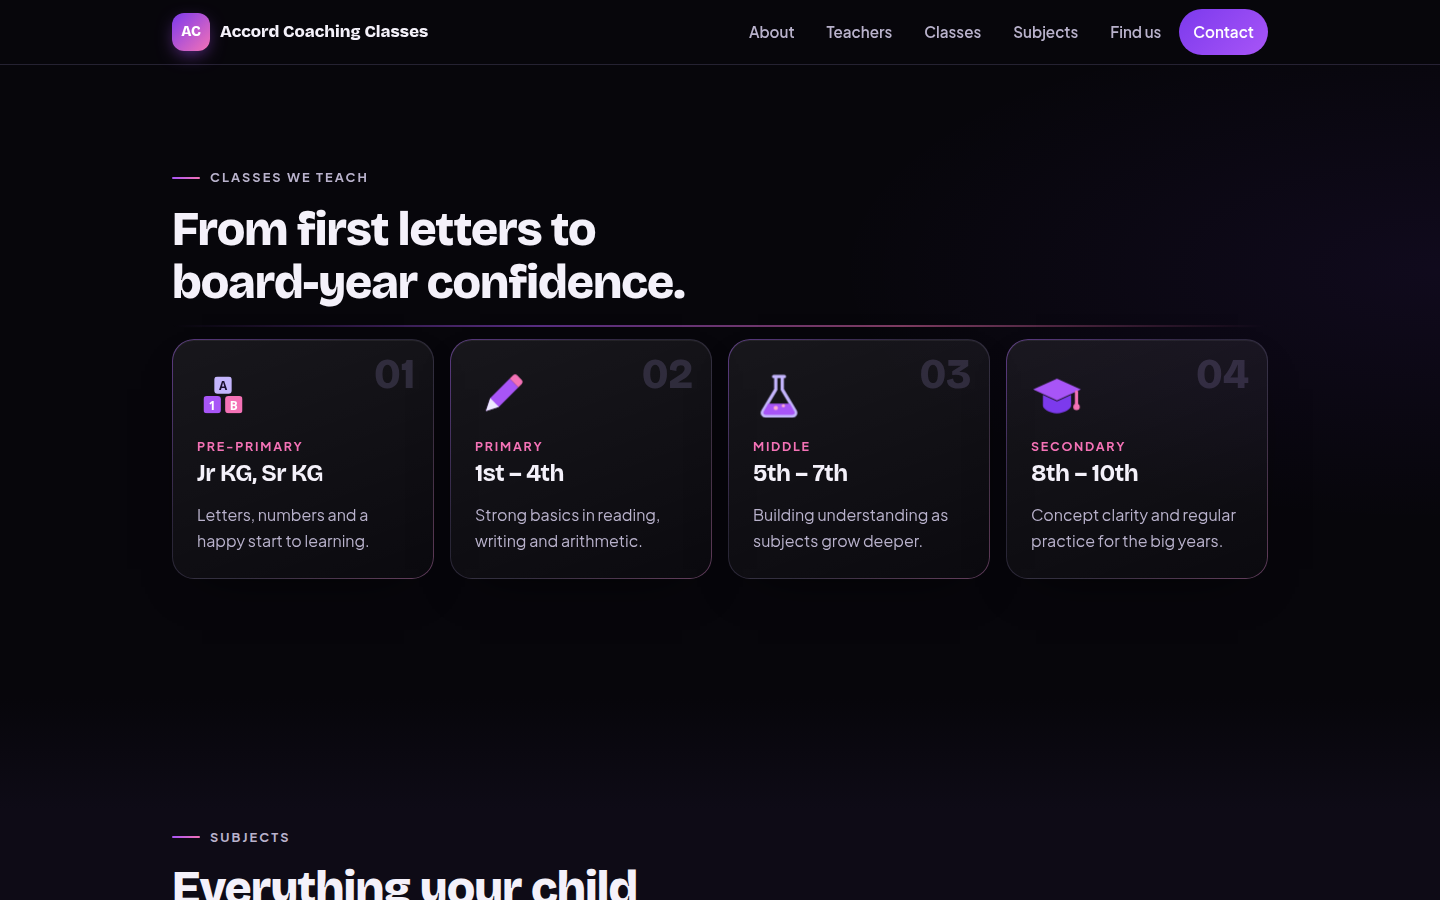 AC
Accord Coaching Classes
About
Teachers
Classes
Subjects
Find us
Contact
CLASSES WE TEACH
From first letters to
board-year confidence.
01
A
1 B
PRE-PRIMARY
Jr KG, Sr KG
Letters, numbers and a
happy start to learning.
02
PRIMARY
1st – 4th
Strong basics in reading,
writing and arithmetic.
03
MIDDLE
5th – 7th
Building understanding as
subjects grow deeper.
04
SECONDARY
8th – 10th
Concept clarity and regular
practice for the big years.
SUBJECTS
Everything your child